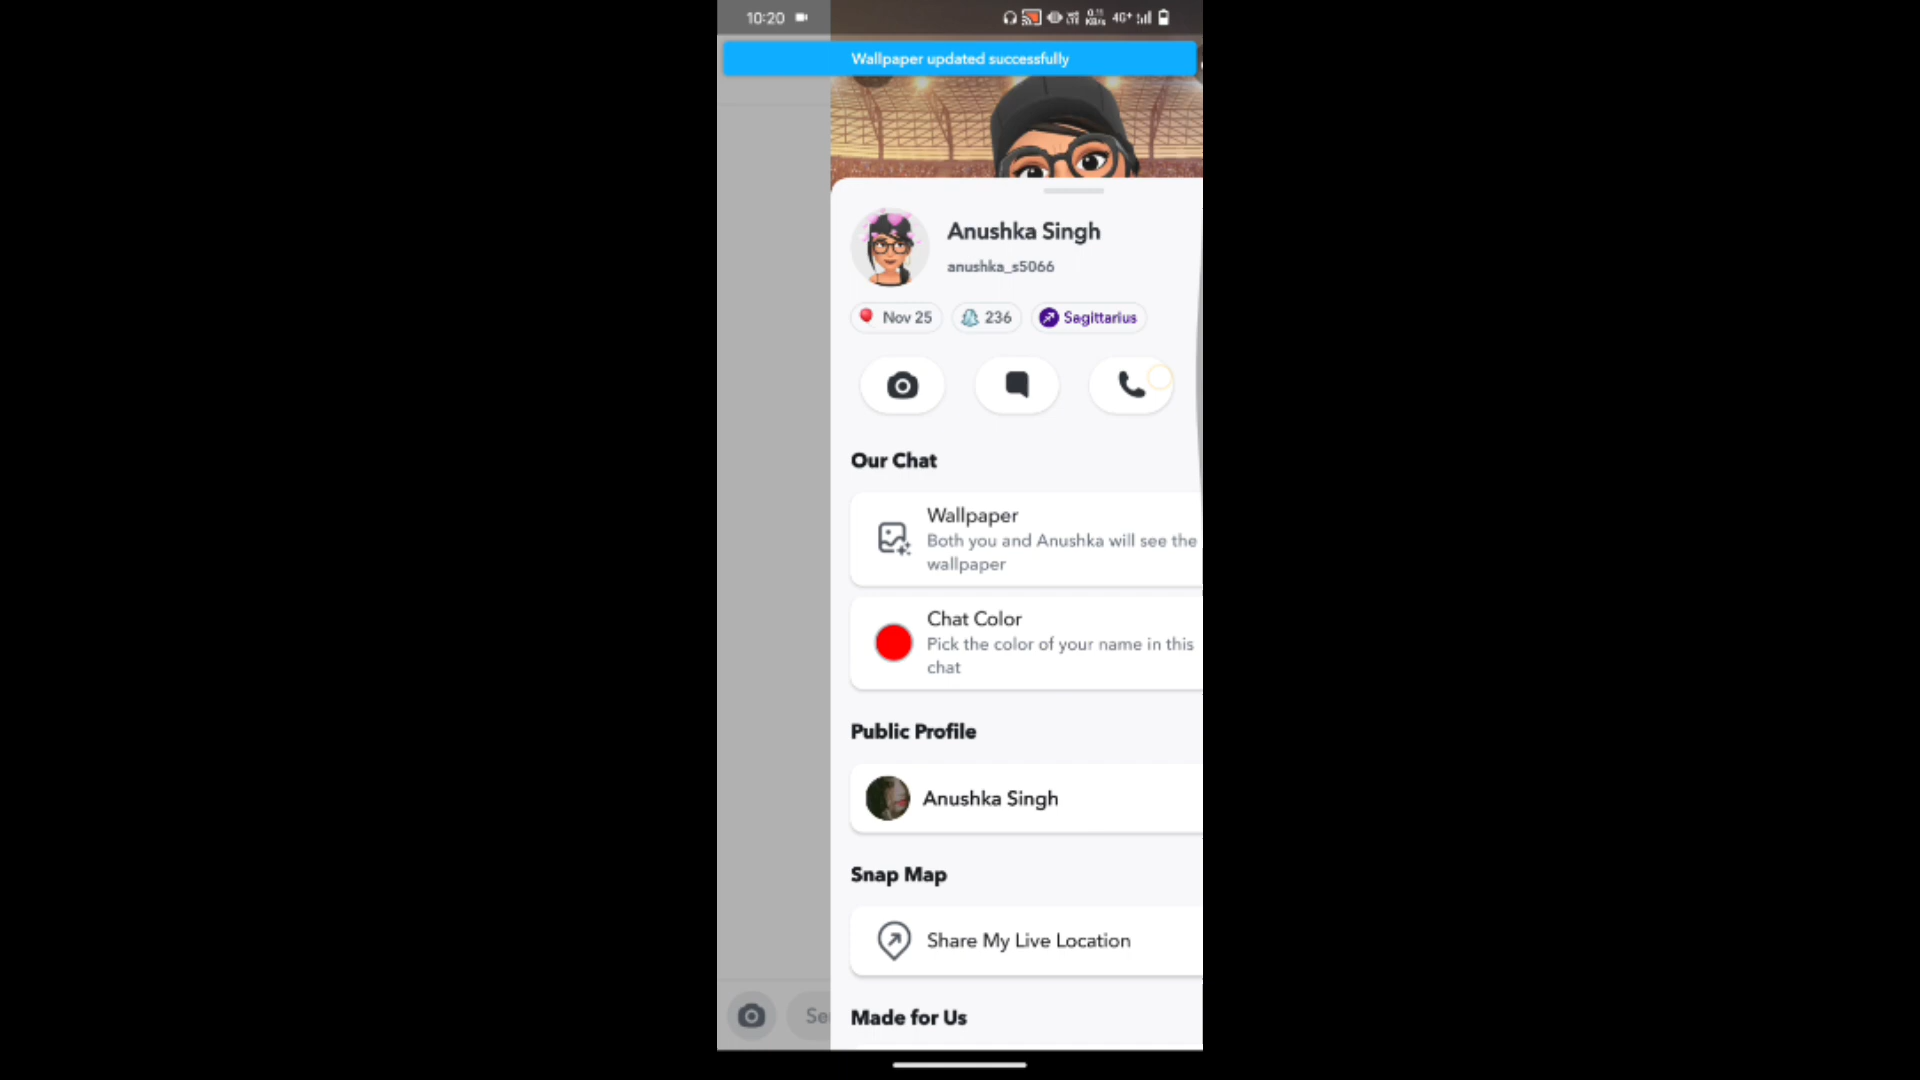 10:20
4G+
Wallpaper updated successfully
Anushka Singh
anushka_s5066
Nov 25
236
Sagittarius
Our Chat
Wallpaper
Both you and Anushka will see the
wallpaper
Chat Color
Pick the color of your name in this
chat
Public Profile
Anushka Singh
Snap Map
Share My Live Location
Se
Made for Us